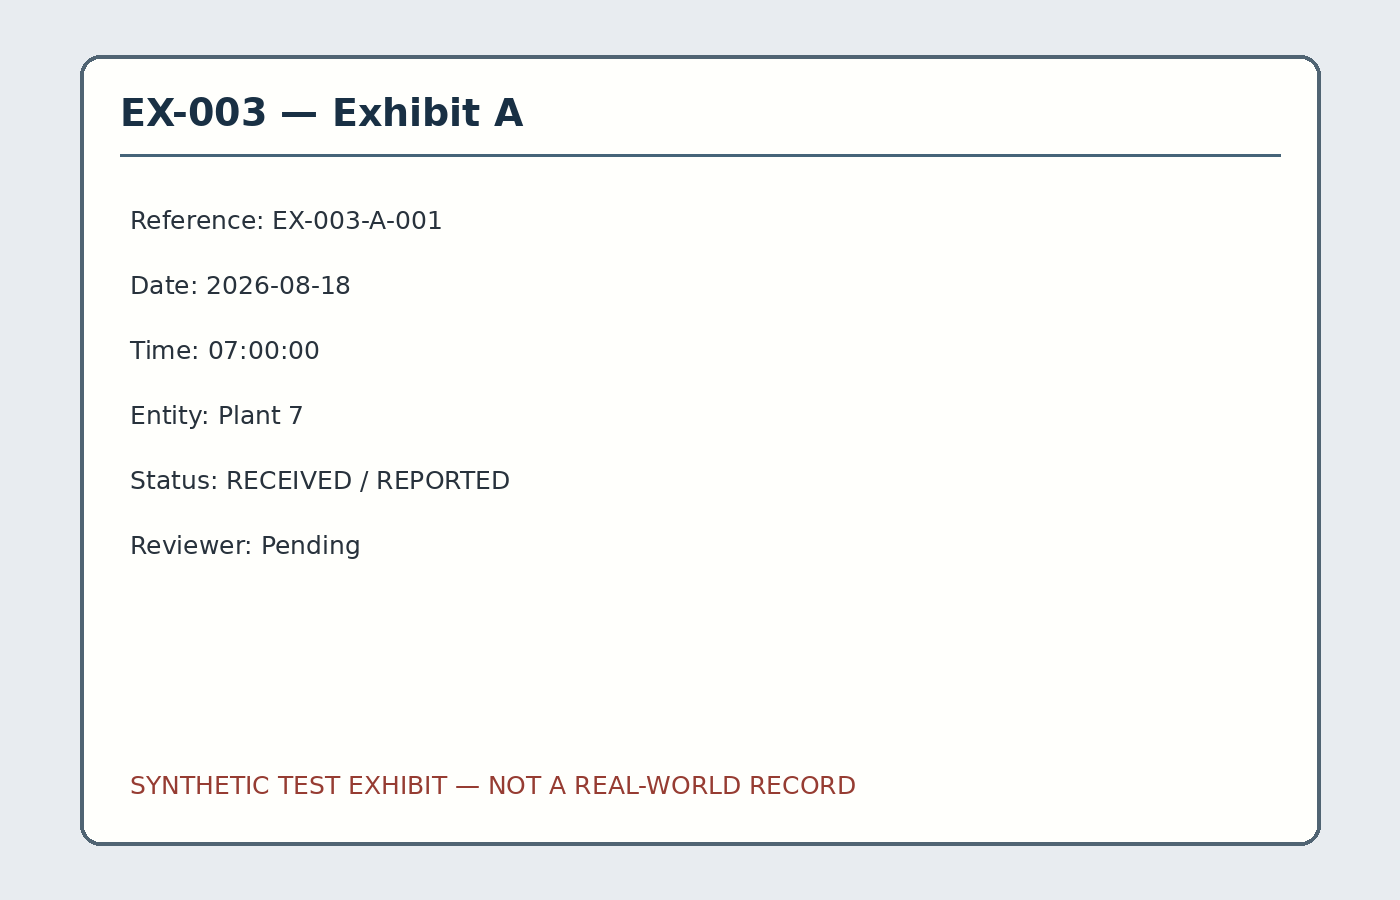 EX-003 — Exhibit A
Reference: EX-003-A-001
Date: 2026-08-18
Time: 07:00:00
Entity: Plant 7
Status: RECEIVED / REPORTED
Reviewer: Pending
SYNTHETIC TEST EXHIBIT — NOT A REAL-WORLD RECORD